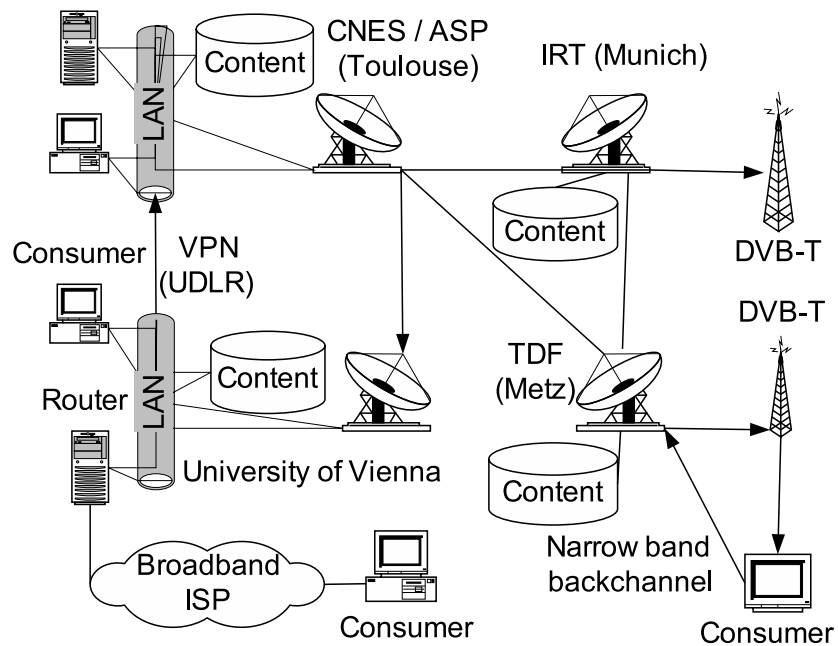 CNES / ASP
(Toulouse)
IRT (Munich)
Content
LAN
Content
DVB-T
Consumer
VPN
(UDLR)
DVB-T
TDF
(Metz)
Content
Router
LAN
University of Vienna
Content
Narrow band
backchannel
Broadband
ISP
Consumer
Consumer